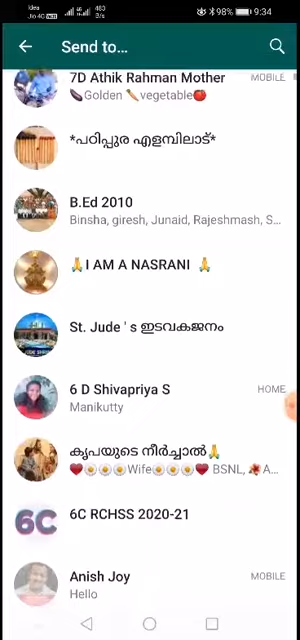 Idea
Jio 4G
483
B/s
98% 9:34
Send to...
7D Athik Rahman Mother MOBILE
🍆Golden 🥕vegetable🍅
*പഠിപ്പുര എളമ്പിലാട്*
B.Ed 2010
Binsha, giresh, Junaid, Rajeshmash, S...
🙏I AM A NASRANI 🙏
St. Jude ' s ഇടവകജനം
6 D Shivapriya S HOME
Manikutty
കൃപയുടെ നീർച്ചാൽ🙏
❤️🍳🍳🍳Wife🍳🍳🍳❤️ BSNL, 🌺A...
6C
6C RCHSS 2020-21
Anish Joy MOBILE
Hello